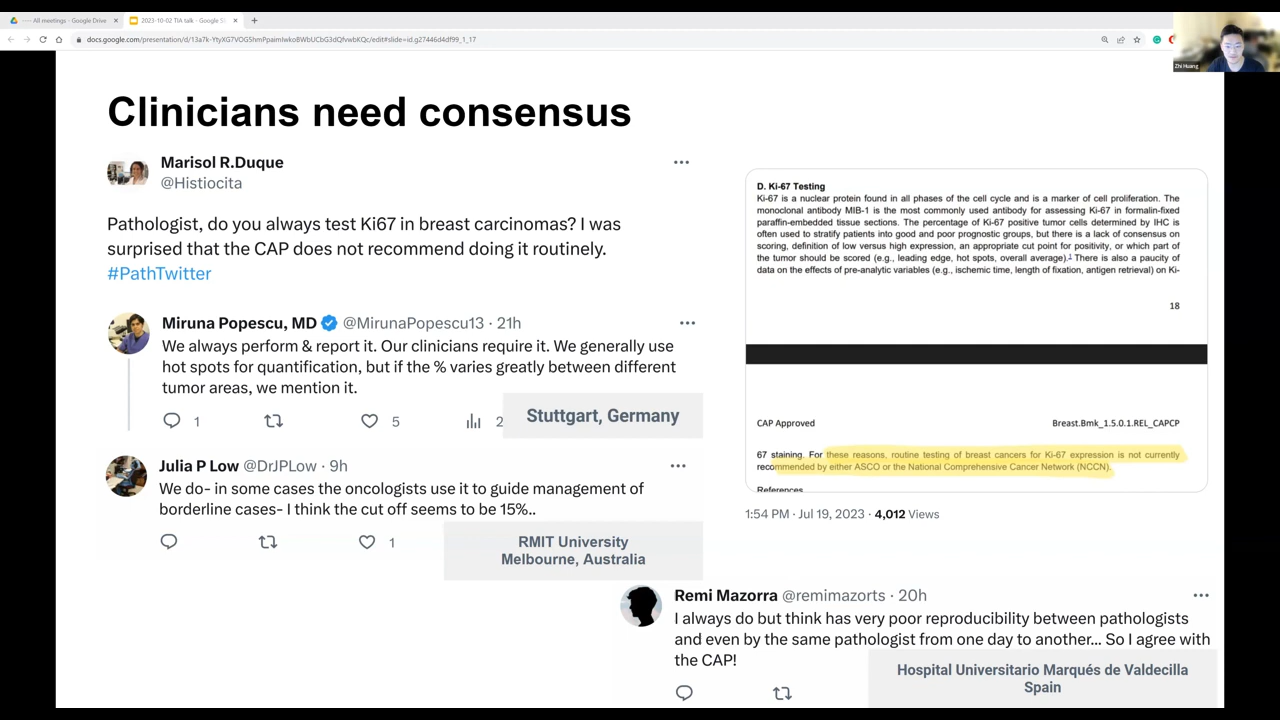 ---- All meetings - Google Drive
2023-10-02 TIA talk - Google Sl
Zhi Huang
Clinicians need consensus
Marisol R.Duque
@Histiocita
Pathologist, do you always test Ki67 in breast carcinomas? I was
surprised that the CAP does not recommend doing it routinely.
#PathTwitter
Miruna Popescu, MD @MirunaPopescu13 · 21h
We always perform & report it. Our clinicians require it. We generally use
hot spots for quantification, but if the % varies greatly between different
tumor areas, we mention it.
1
5
2
Stuttgart, Germany
Julia P Low @DrJPLow · 9h
We do- in some cases the oncologists use it to guide management of
borderline cases- I think the cut off seems to be 15%..
1
RMIT University
Melbourne, Australia
D. Ki-67 Testing
Ki-67 is a nuclear protein found in all phases of the cell cycle and is a marker of cell proliferation. The
monoclonal antibody MIB-1 is the most commonly used antibody for assessing Ki-67 in formalin-fixed
paraffin-embedded tissue sections. The percentage of Ki-67 positive tumor cells determined by IHC is
often used to stratify patients into good and poor prognostic groups, but there is a lack of consensus on
scoring, definition of low versus high expression, an appropriate cut point for positivity, or which part of
the tumor should be scored (e.g., leading edge, hot spots, overall average).1 There is also a paucity of
data on the effects of pre-analytic variables (e.g., ischemic time, length of fixation, antigen retrieval) on Ki-
18
CAP Approved
Breast.Bmk_1.5.0.1.REL_CAPCP
67 staining. For these reasons, routine testing of breast cancers for Ki-67 expression is not currently
recommended by either ASCO or the National Comprehensive Cancer Network (NCCN).
References
1:54 PM · Jul 19, 2023 · 4,012 Views
Remi Mazorra @remimazorts · 20h
I always do but think has very poor reproducibility between pathologists
and even by the same pathologist from one day to another... So I agree with
the CAP!
Hospital Universitario Marqués de Valdecilla
Spain